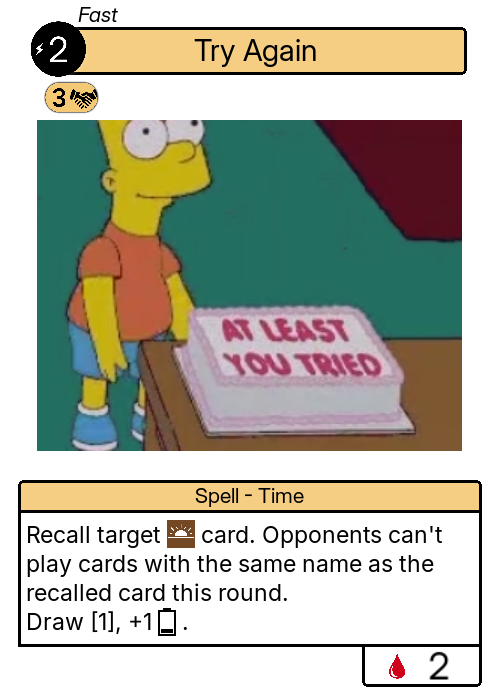 Fast
2
Try Again
3
AT LEAST
YOU TRIED
Spell - Time
Recall target card. Opponents can't
play cards with the same name as the
recalled card this round.
Draw [1], +1 .
2